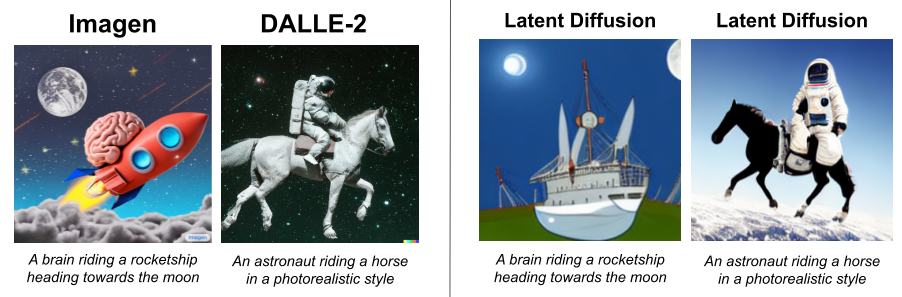 Imagen
DALLE-2
Latent Diffusion
Latent Diffusion
Imagen
A brain riding a rocketship
heading towards the moon
An astronaut riding a horse
in a photorealistic style
A brain riding a rocketship
heading towards the moon
An astronaut riding a horse
in a photorealistic style